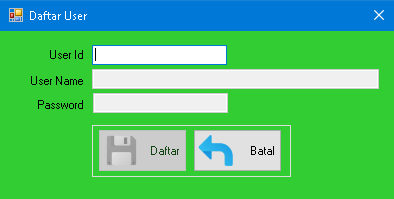 Daftar User
User Id
User Name
Password
Daftar Batal